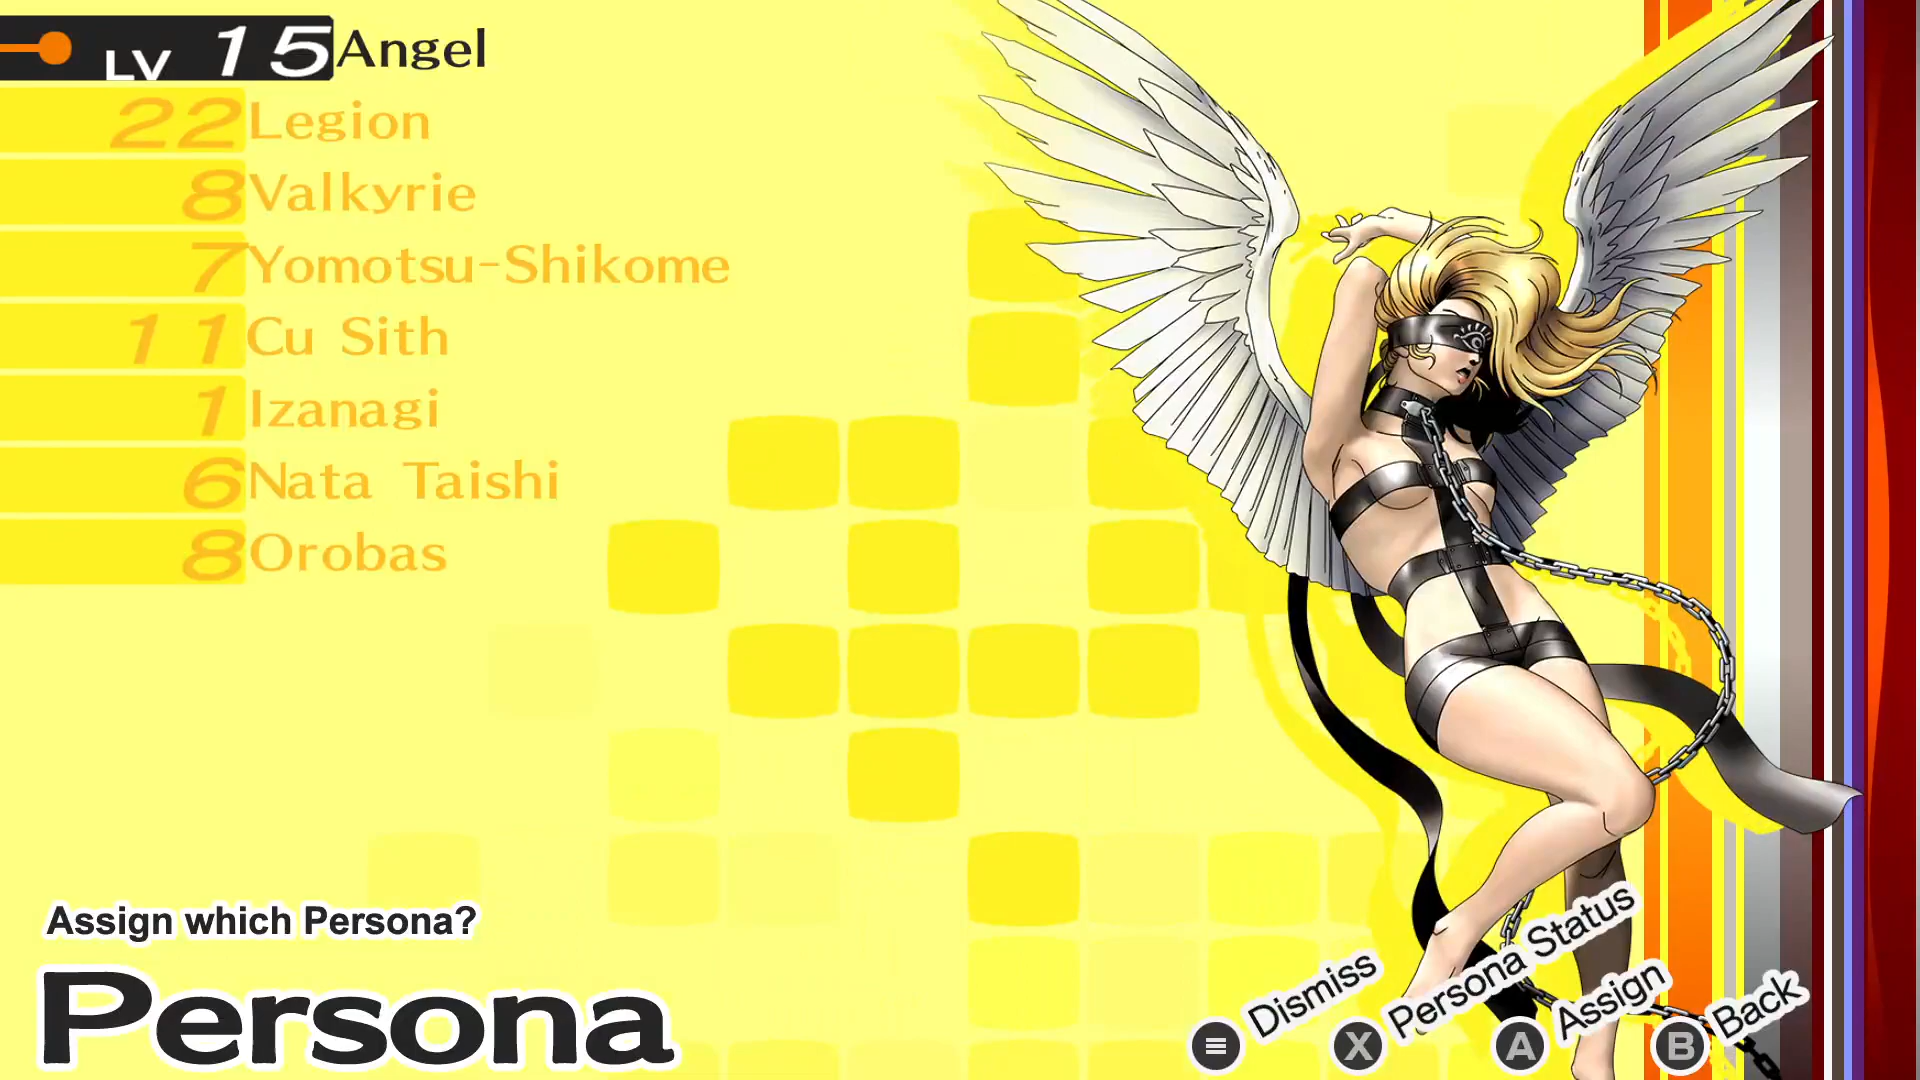 LV 15 Angel
22 Legion
8 Valkyrie
7 Yomotsu-Shikome
11 Cu Sith
1 Izanagi
6 Nata Taishi
8 Orobas
Assign which Persona?
Persona
Dismiss
X Persona Status
A Assign
B Back